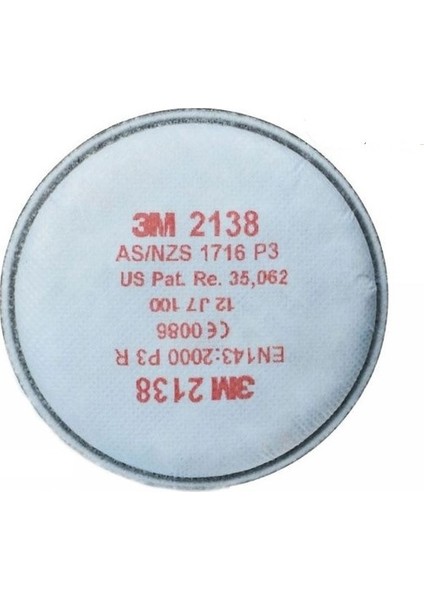 3M 2138
AS/NZS 1716 P3
US Pat. Re. 35,062
12 J7 100
CE 0086
EN143:2000 P3 R
3M 2138